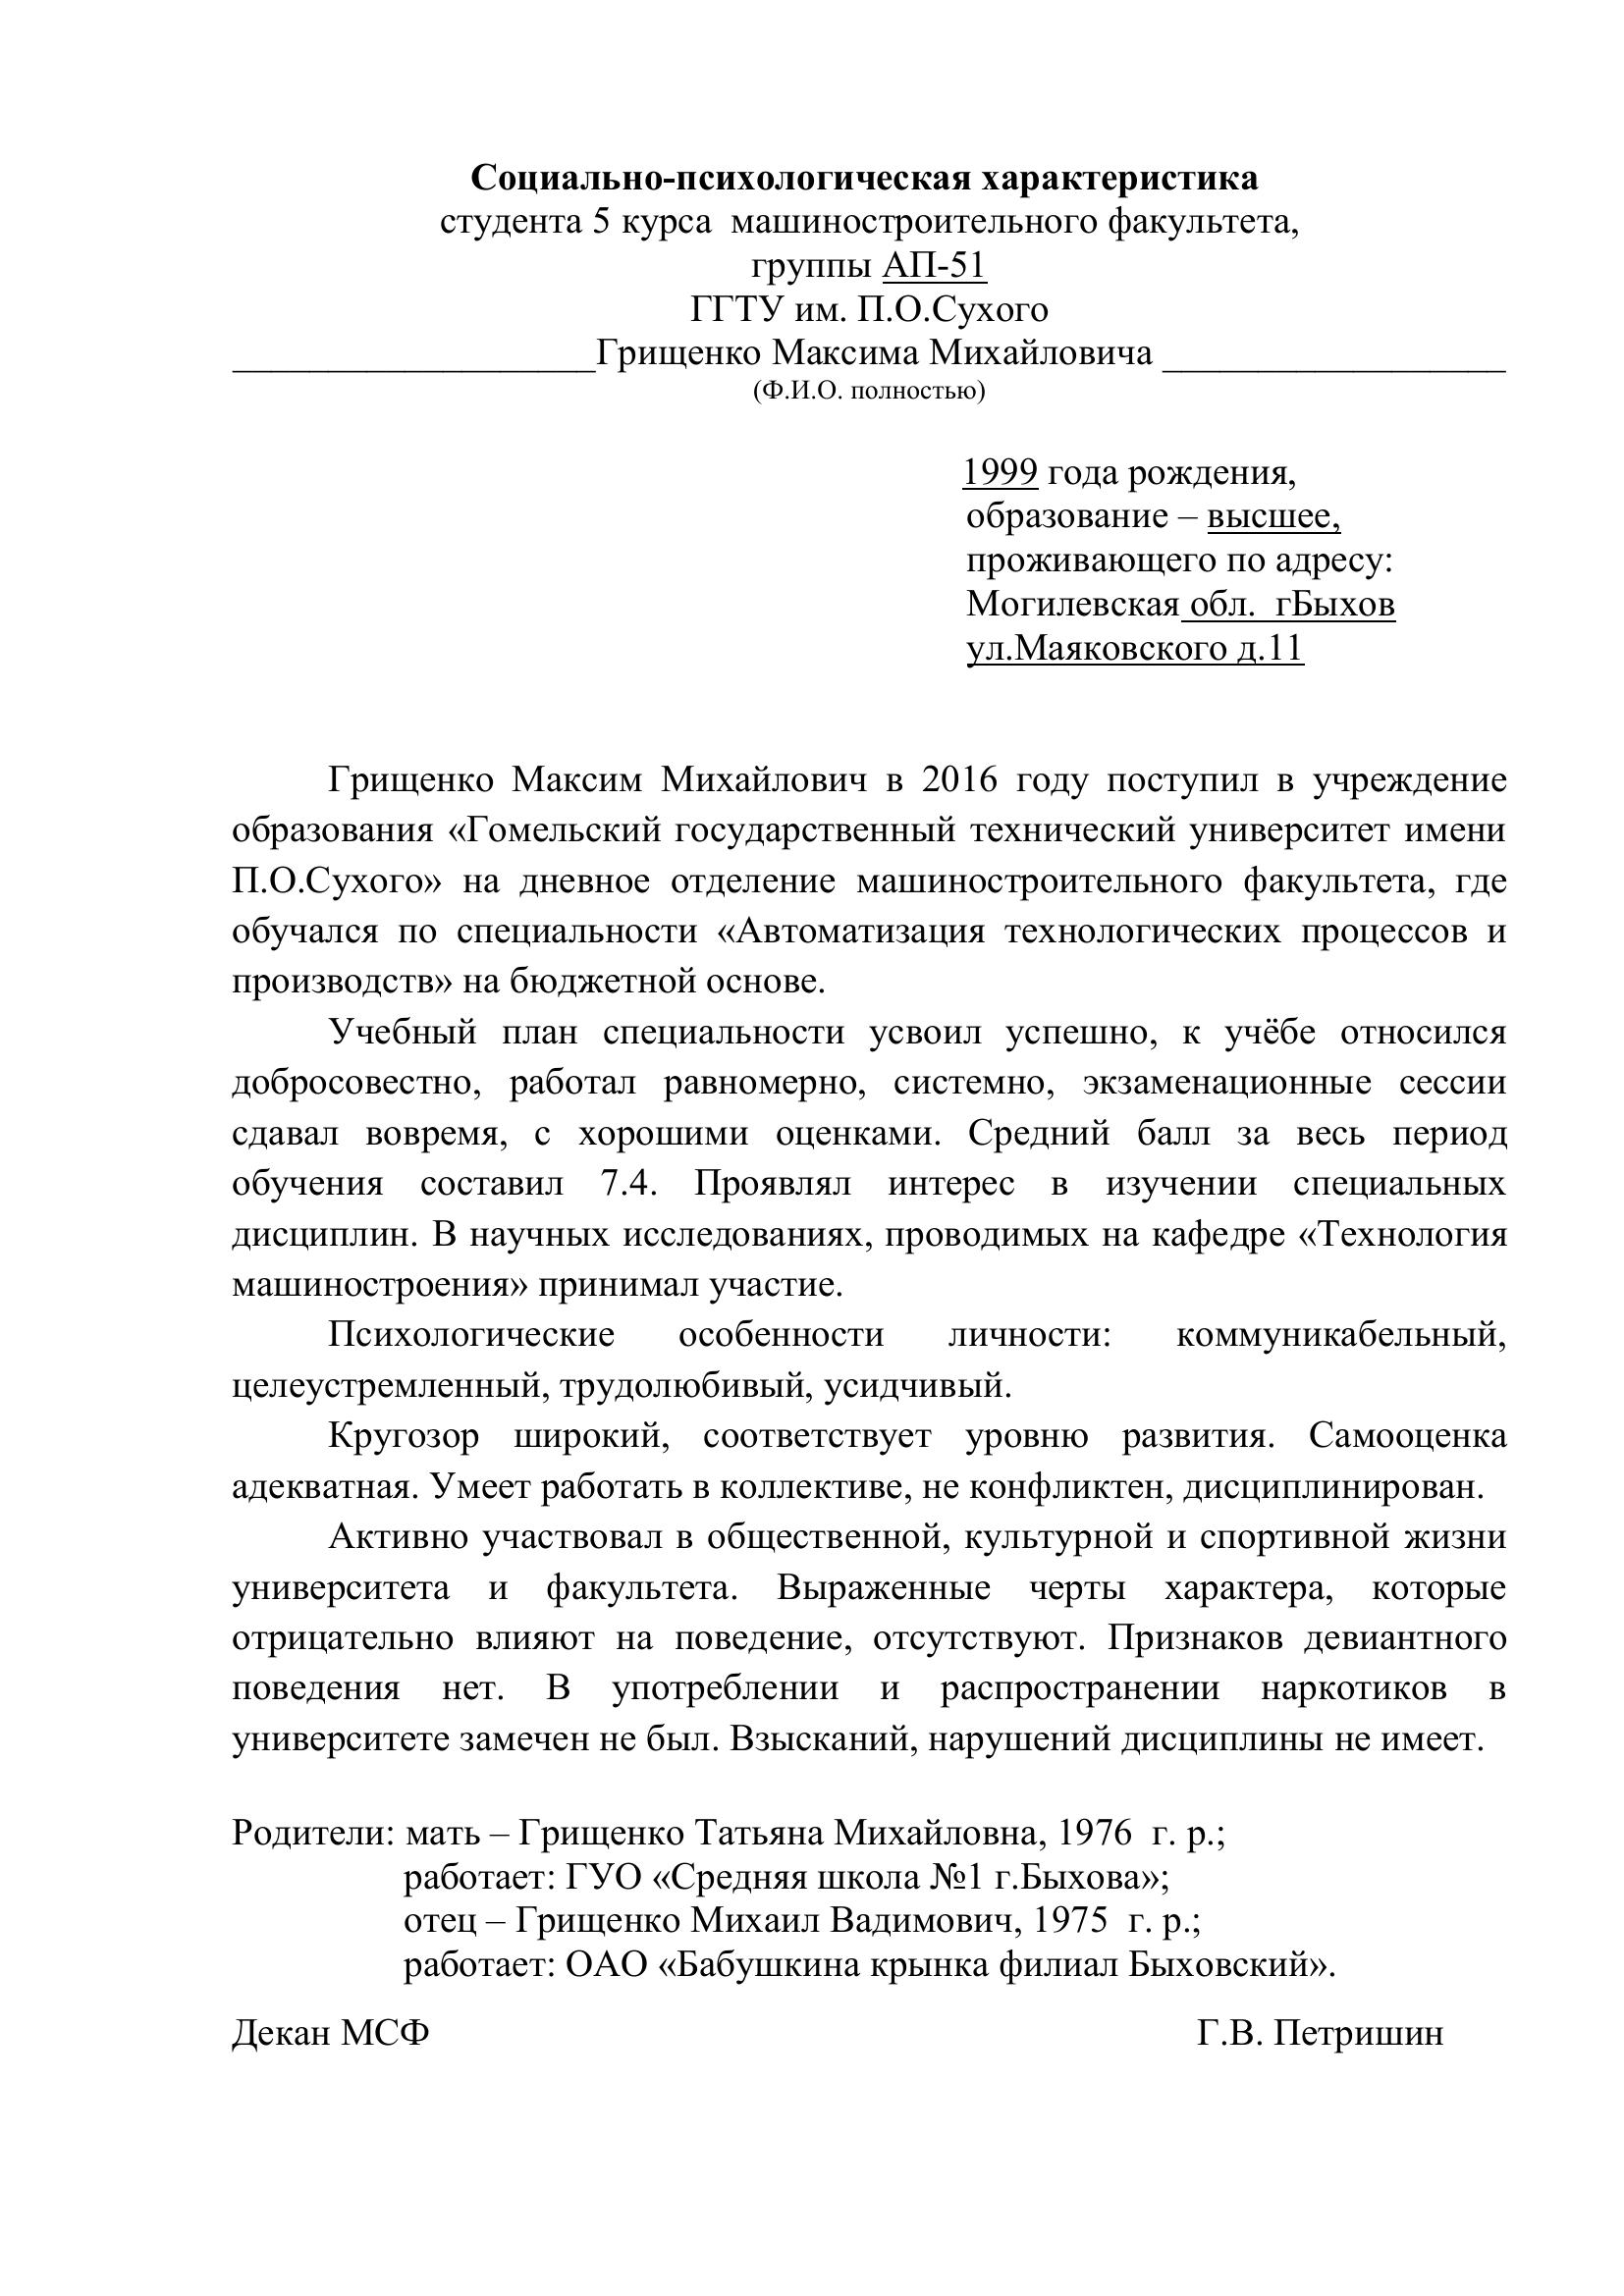 Социально-психологическая характеристика
студента 5 курса  машиностроительного факультета,
группы АП-51
ГГТУ им. П.О.Сухого
___________________Грищенко Максима Михайловича __________________
(Ф.И.О. полностью)
1999 года рождения,
образование – высшее,
проживающего по адресу:
Могилевская обл.  гБыхов
ул.Маяковского д.11
Грищенко Максим Михайлович в 2016 году поступил в учреждение
образования «Гомельский государственный технический университет имени
П.О.Сухого» на дневное отделение машиностроительного факультета, где
обучался по специальности «Автоматизация технологических процессов и
производств» на бюджетной основе.
Учебный план специальности усвоил успешно, к учёбе относился
добросовестно, работал равномерно, системно, экзаменационные сессии
сдавал вовремя, с хорошими оценками. Средний балл за весь период
обучения составил 7.4. Проявлял интерес в изучении специальных
дисциплин. В научных исследованиях, проводимых на кафедре «Технология
машиностроения» принимал участие.
Психологические особенности личности: коммуникабельный,
целеустремленный, трудолюбивый, усидчивый.
Кругозор широкий, соответствует уровню развития. Самооценка
адекватная. Умеет работать в коллективе, не конфликтен, дисциплинирован.
Активно участвовал в общественной, культурной и спортивной жизни
университета и факультета. Выраженные черты характера, которые
отрицательно влияют на поведение, отсутствуют. Признаков девиантного
поведения нет. В употреблении и распространении наркотиков в
университете замечен не был. Взысканий, нарушений дисциплины не имеет.
Родители: мать – Грищенко Татьяна Михайловна, 1976  г. р.;
работает: ГУО «Средняя школа №1 г.Быхова»;
отец – Грищенко Михаил Вадимович, 1975  г. р.;
работает: ОАО «Бабушкина крынка филиал Быховский».
Декан МСФ Г.В. Петришин